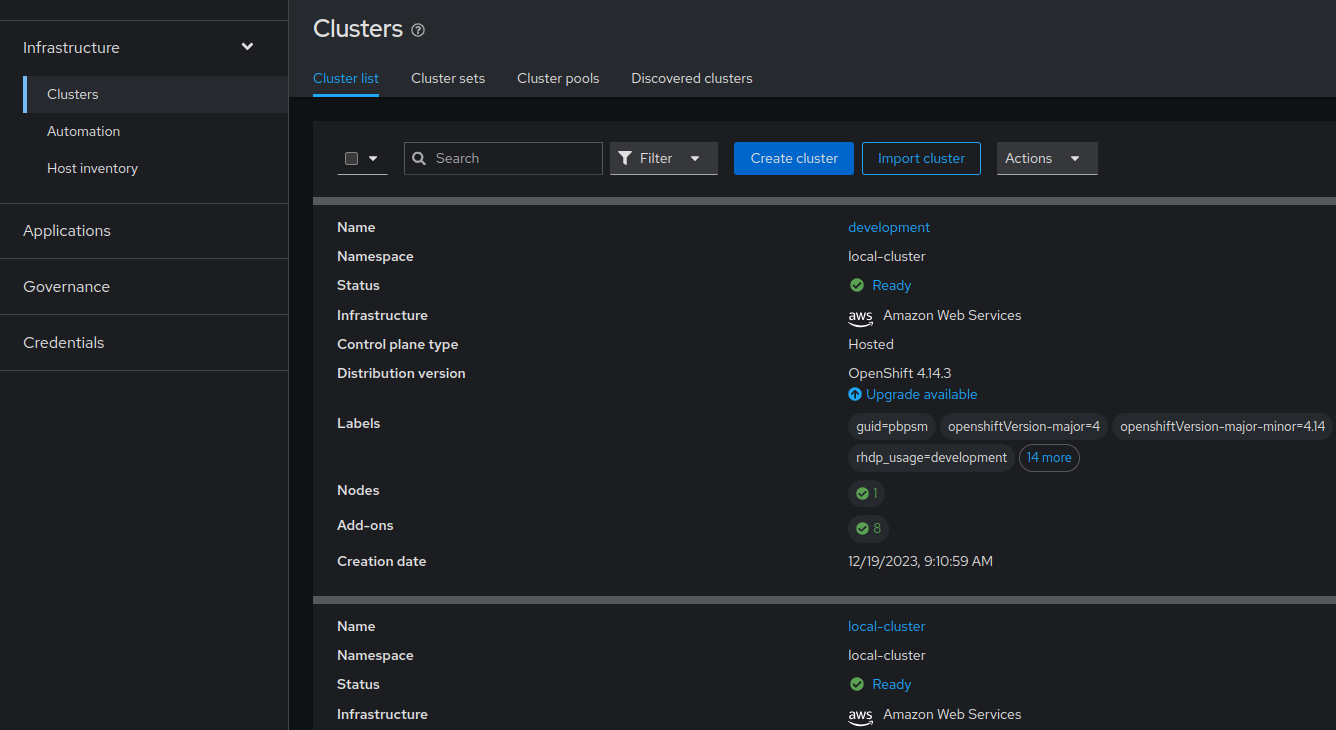 Infrastructure
Clusters
Automation
Host inventory
Applications
Governance
Credentials
Clusters
Cluster list Cluster sets Cluster pools Discovered clusters
Search Filter Create cluster Import cluster Actions
Name development
Namespace local-cluster
Status Ready
Infrastructure aws Amazon Web Services
Control plane type Hosted
Distribution version OpenShift 4.14.3
Upgrade available
Labels guid=pbpsm openshiftVersion-major=4 openshiftVersion-major-minor=4.14
rhdp_usage=development 14 more
Nodes 1
Add-ons 8
Creation date 12/19/2023, 9:10:59 AM
Name local-cluster
Namespace local-cluster
Status Ready
Infrastructure aws Amazon Web Services